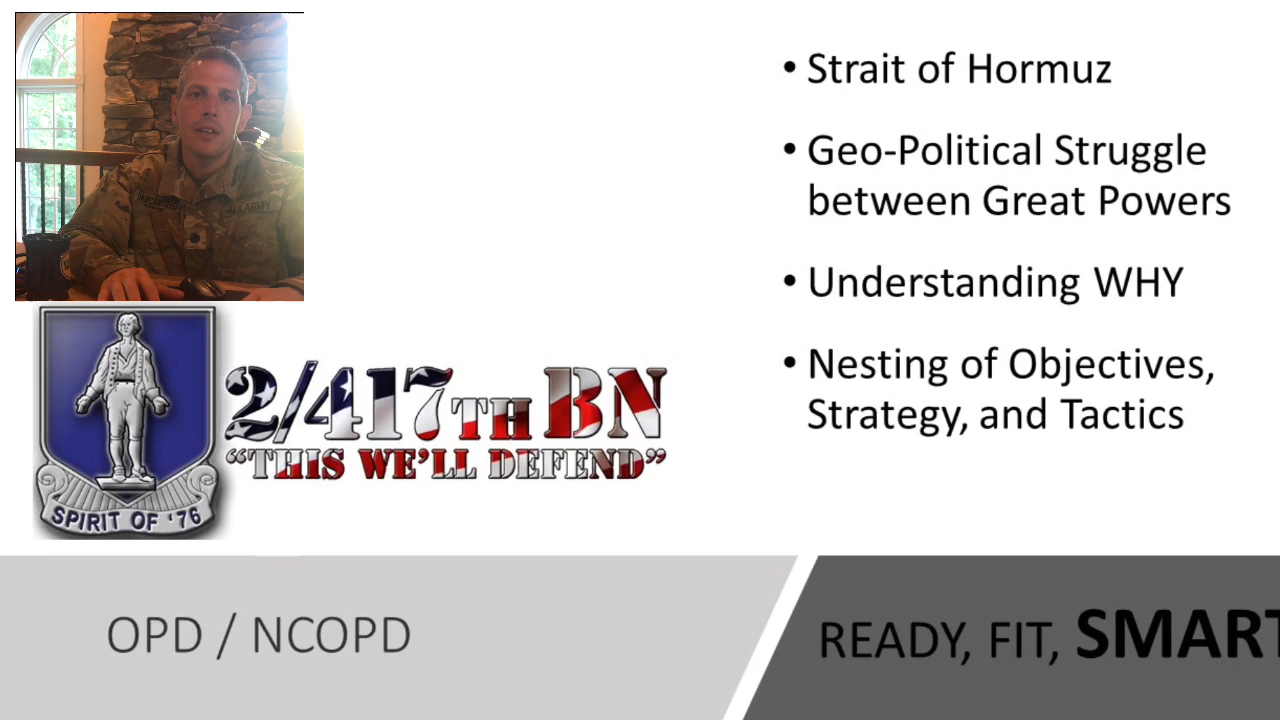 • Strait of Hormuz
• Geo-Political Struggle
between Great Powers
• Understanding WHY
• Nesting of Objectives,
Strategy, and Tactics
U.S. ARMY
2/417TH BN
“THIS WE'LL DEFEND”
SPIRIT OF '76
OPD / NCOPD
READY, FIT, SMART